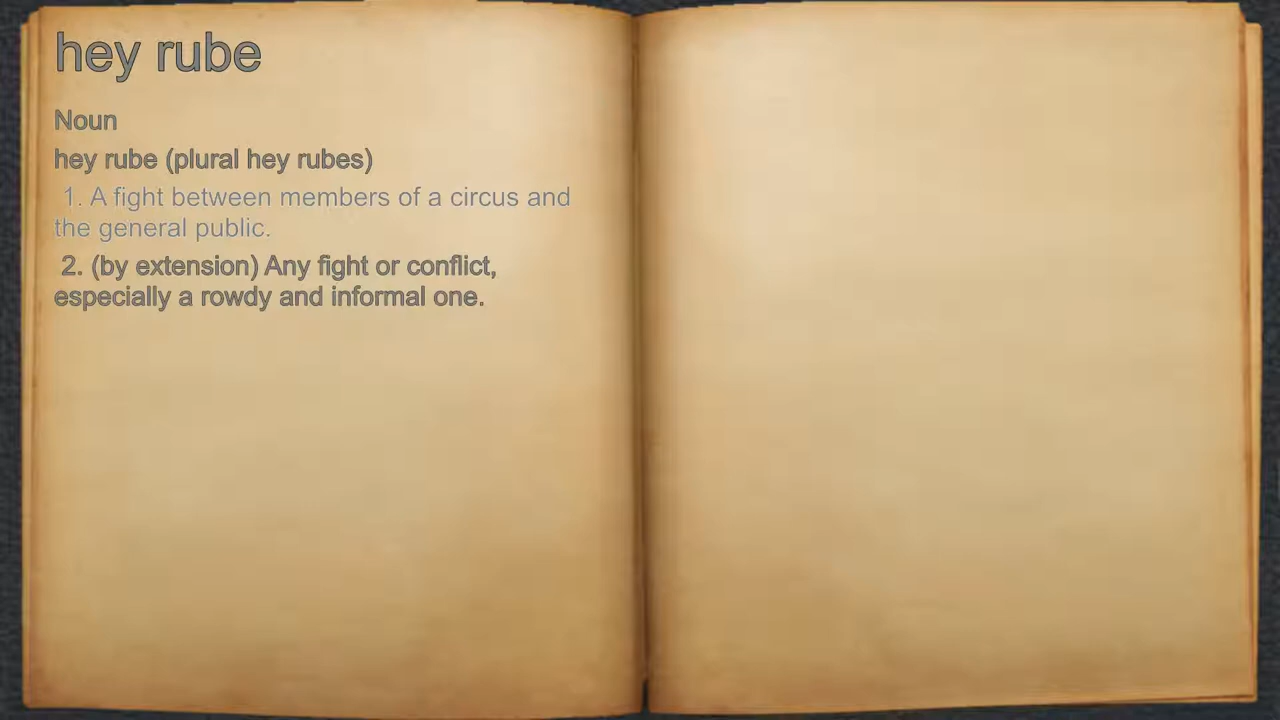 hey rube
Noun
hey rube (plural hey rubes)
1. A fight between members of a circus and
the general public.
2. (by extension) Any fight or conflict,
especially a rowdy and informal one.